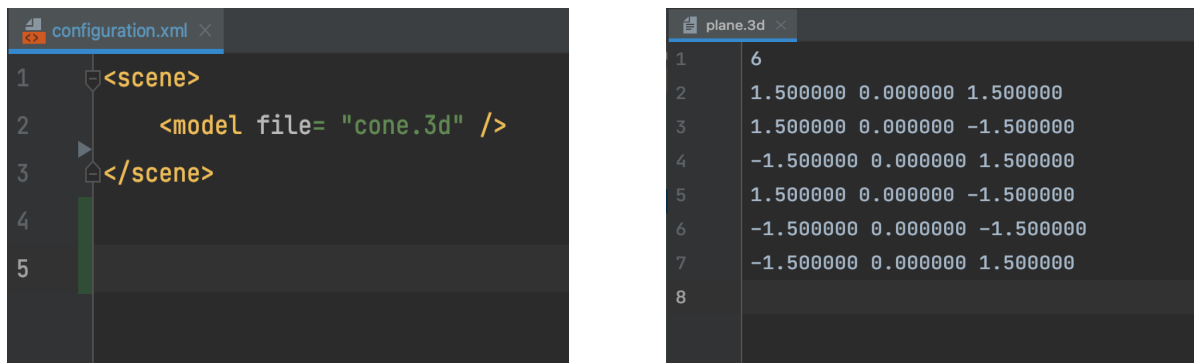 configuration.xml
1 <scene>
2 <model file= "cone.3d" />
3 </scene>
4
5
plane.3d
1 6
2 1.500000 0.000000 1.500000
3 1.500000 0.000000 -1.500000
4 -1.500000 0.000000 1.500000
5 1.500000 0.000000 -1.500000
6 -1.500000 0.000000 -1.500000
7 -1.500000 0.000000 1.500000
8